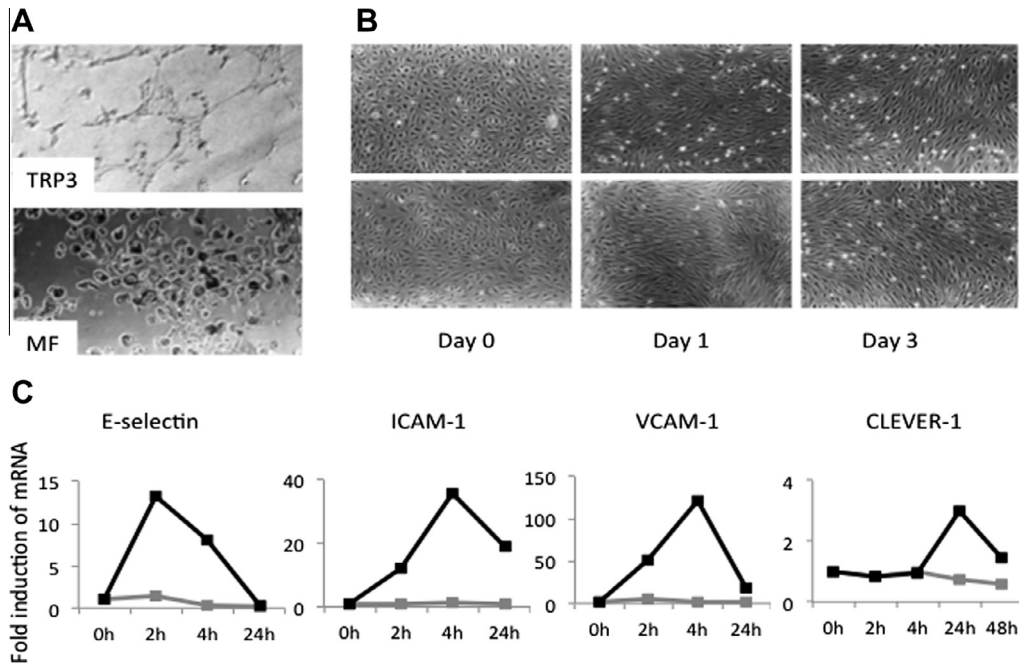 A
B
TRP3
MF
Day 0
Day 1
Day 3
C
E-selectin
ICAM-1
VCAM-1
CLEVER-1
Fold induction of mRNA
15
10
5
0
0h 2h 4h 24h
40
20
0
0h 2h 4h 24h
150
100
50
0
0h 2h 4h 24h
4
2
0
0h 2h 4h 24h 48h